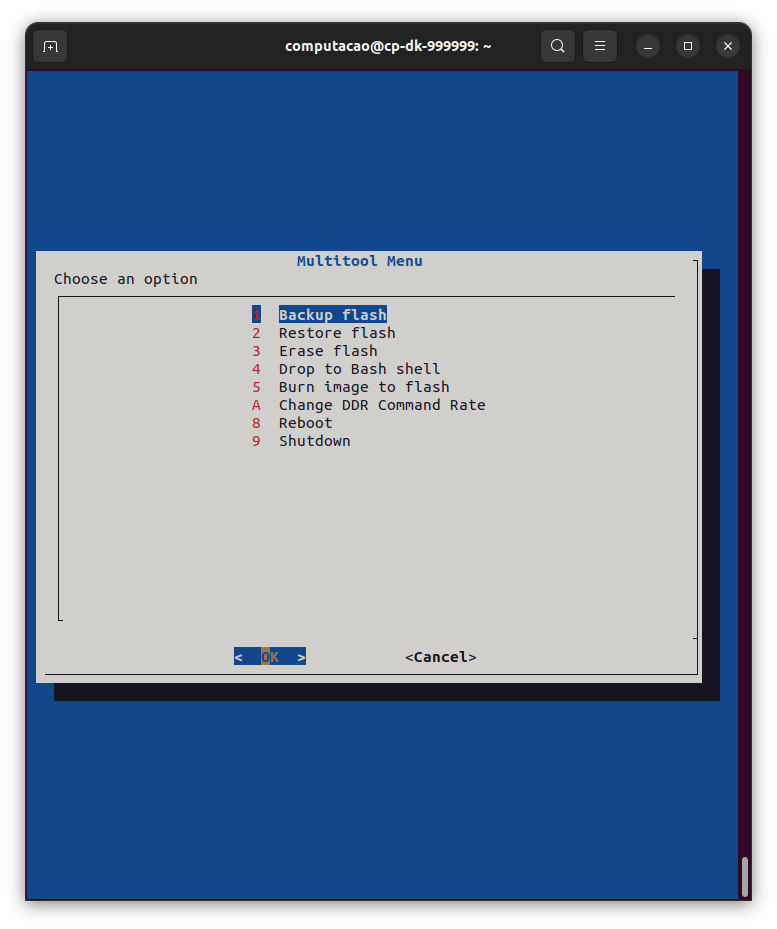 computacao@cp-dk-999999: ~
Multitool Menu
Choose an option
1 Backup flash
2 Restore flash
3 Erase flash
4 Drop to Bash shell
5 Burn image to flash
A Change DDR Command Rate
8 Reboot
9 Shutdown
< OK > <Cancel>